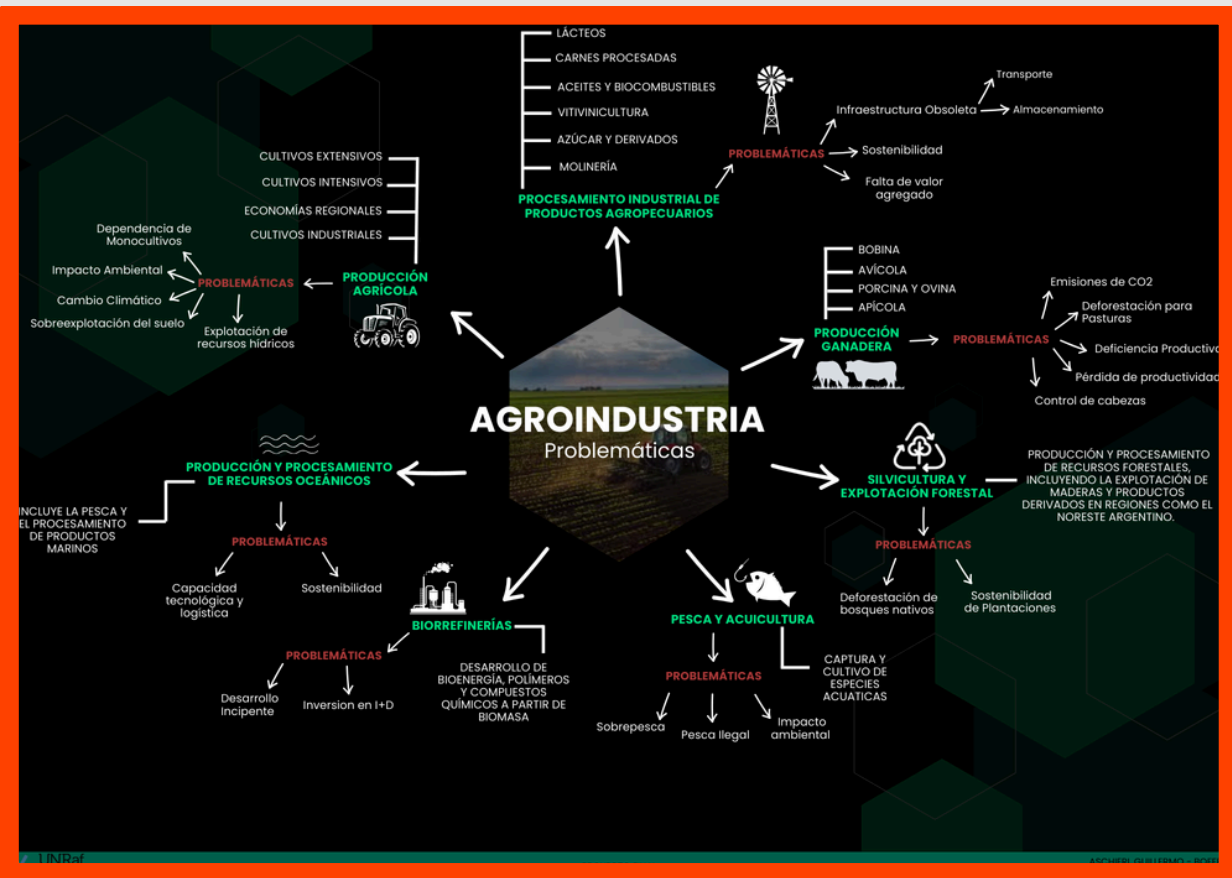 LÁCTEOS
CARNES PROCESADAS
ACEITES Y BIOCOMBUSTIBLES
VITIVINICULTURA
AZÚCAR Y DERIVADOS
MOLINERÍA
PROCESAMIENTO INDUSTRIAL DE
PRODUCTOS AGROPECUARIOS
PROBLEMÁTICAS
Infraestructura Obsoleta
Transporte
Almacenamiento
Sostenibilidad
Falta de valor
agregado
CULTIVOS EXTENSIVOS
CULTIVOS INTENSIVOS
ECONOMÍAS REGIONALES
CULTIVOS INDUSTRIALES
PRODUCCIÓN
AGRÍCOLA
PROBLEMÁTICAS
Dependencia de
Monocultivos
Impacto Ambiental
Cambio Climático
Sobreexplotación del suelo
Explotación de
recursos hídricos
BOBINA
AVÍCOLA
PORCINA Y OVINA
APÍCOLA
PRODUCCIÓN
GANADERA
PROBLEMÁTICAS
Emisiones de CO2
Deforestación para
Pasturas
Deficiencia Productiva
Pérdida de productividad
Control de cabezas
AGROINDUSTRIA
Problemáticas
PRODUCCIÓN Y PROCESAMIENTO
DE RECURSOS OCEÁNICOS
INCLUYE LA PESCA Y
EL PROCESAMIENTO
DE PRODUCTOS
MARINOS
PROBLEMÁTICAS
Capacidad
tecnológica y
logística
Sostenibilidad
SILVICULTURA Y
EXPLOTACIÓN FORESTAL
PRODUCCIÓN Y PROCESAMIENTO
DE RECURSOS FORESTALES,
INCLUYENDO LA EXPLOTACIÓN DE
MADERAS Y PRODUCTOS
DERIVADOS EN REGIONES COMO EL
NORESTE ARGENTINO.
PROBLEMÁTICAS
Deforestación de
bosques nativos
Sostenibilidad
de Plantaciones
BIORREFINERÍAS
DESARROLLO DE
BIOENERGÍA, POLÍMEROS
Y COMPUESTOS
QUÍMICOS A PARTIR DE
BIOMASA
PROBLEMÁTICAS
Desarrollo
Incipente
Inversion en I+D
PESCA Y ACUICULTURA
CAPTURA Y
CULTIVO DE
ESPECIES
ACUATICAS
PROBLEMÁTICAS
Sobrepesca
Pesca Ilegal
Impacto
ambiental
UNRaf
ASCHIERI, GUILLERMO -